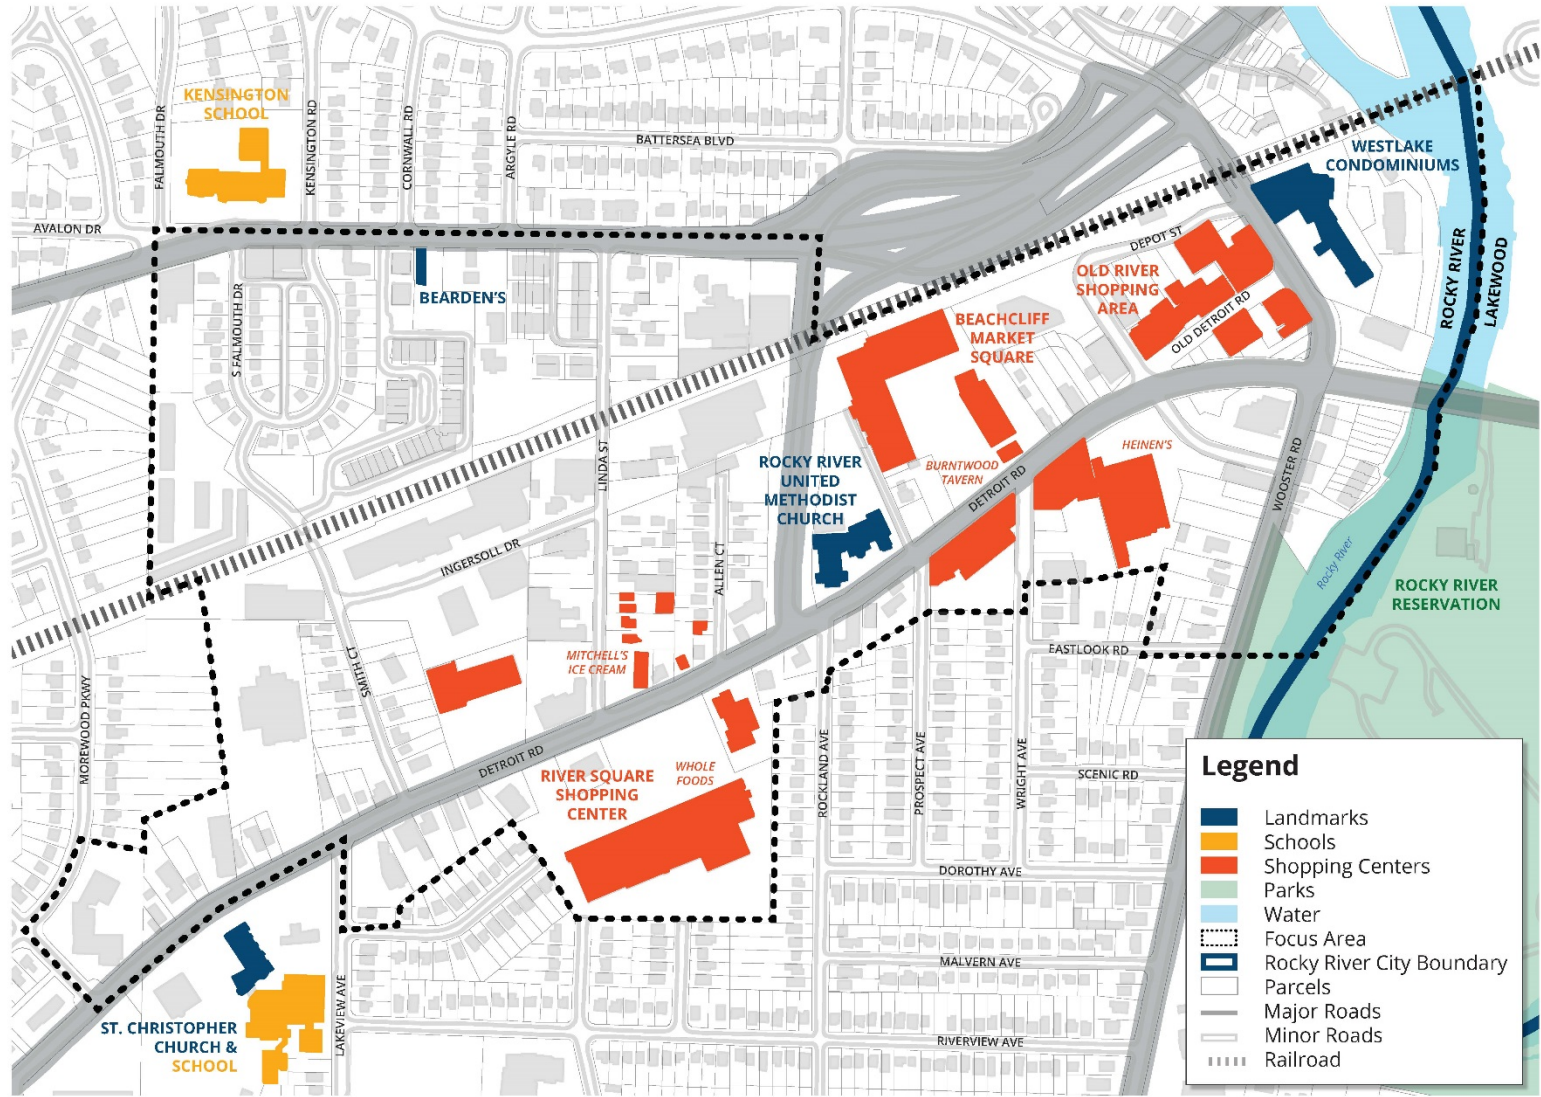 KENSINGTON
SCHOOL
FALMOUTH DR
KENSINGTON RD
CORNWALL RD
ARGYLE RD
BATTERSEA BLVD
WESTLAKE
CONDOMINIUMS
AVALON DR
DEPOT ST
ROCKY RIVER
LAKEWOOD
BEARDEN'S
S FALMOUTH DR
OLD RIVER
SHOPPING
AREA
OLD DETROIT RD
BEACHCLIFF
MARKET
SQUARE
LINDA ST
ROCKY RIVER
UNITED
METHODIST
CHURCH
BURNTWOOD
TAVERN
HEINEN'S
DETROIT RD
WOOSTER RD
INGERSOLL DR
ALLEN CT
Rocky River
ROCKY RIVER
RESERVATION
MITCHELL'S
ICE CREAM
SMITH CT
EASTLOOK RD
MOREWOOD PKWY
DETROIT RD
RIVER SQUARE
SHOPPING
CENTER
WHOLE
FOODS
ROCKLAND AVE
PROSPECT AVE
WRIGHT AVE
SCENIC RD
DOROTHY AVE
MALVERN AVE
RIVERVIEW AVE
LAKEVIEW AVE
ST. CHRISTOPHER
CHURCH &
SCHOOL
Legend
Landmarks
Schools
Shopping Centers
Parks
Water
Focus Area
Rocky River City Boundary
Parcels
Major Roads
Minor Roads
Railroad